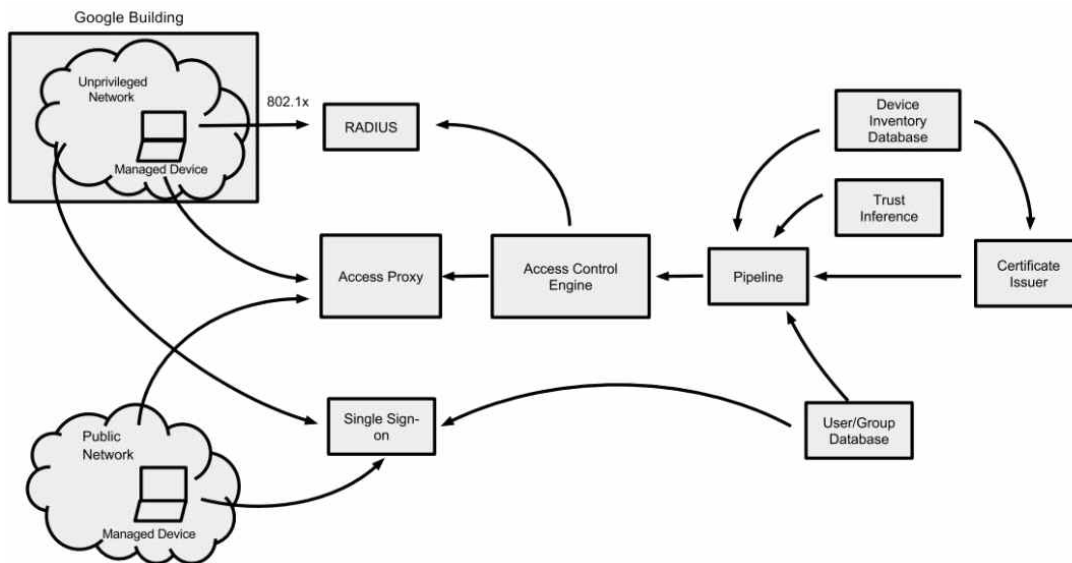 Google Building
Unprivileged
Network
Managed Device
802.1x
RADIUS
Device
Inventory
Database
Trust
Inference
Access Proxy
Access Control
Engine
Pipeline
Certificate
Issuer
Public
Network
Managed Device
Single Sign-
on
User/Group
Database